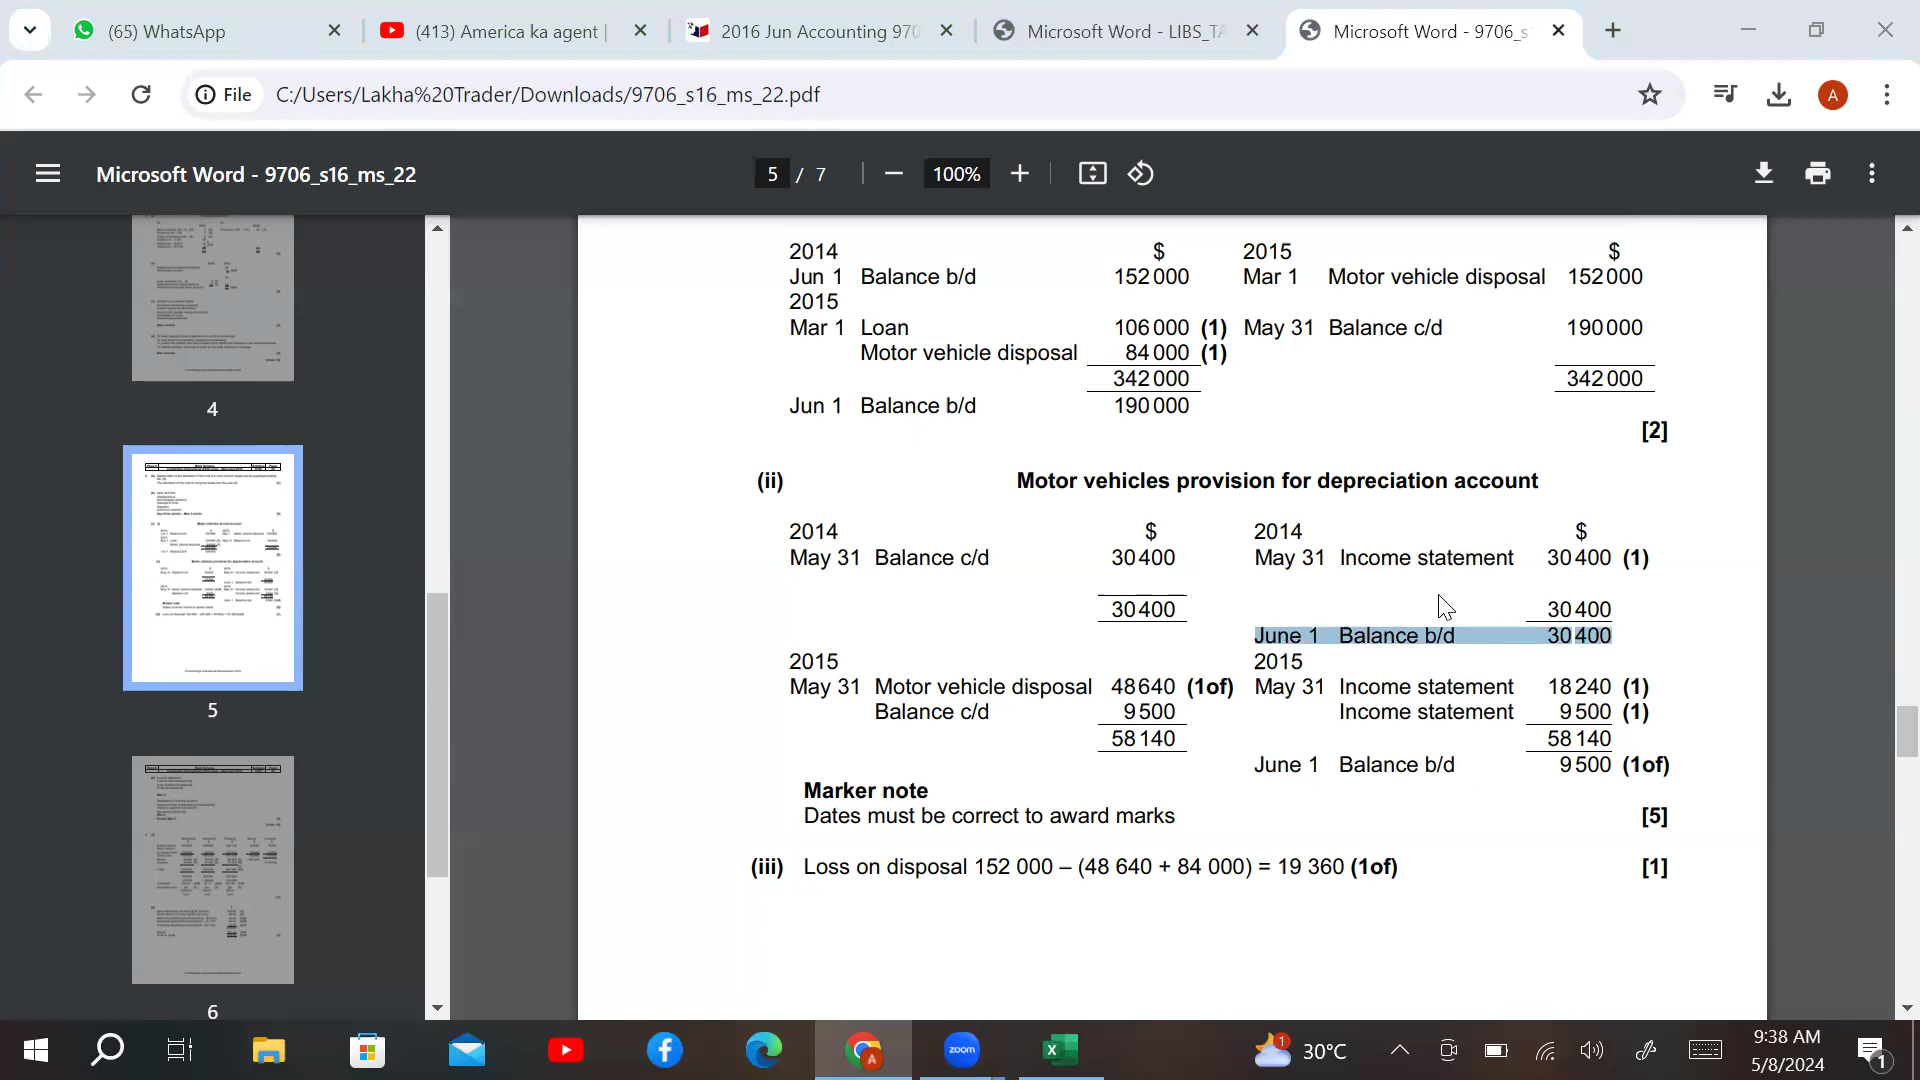 (65) WhatsApp
(413) America ka agent |
2016 Jun Accounting 970
Microsoft Word - LIBS_TA
Microsoft Word - 9706_s
File
C:/Users/Lakha%20Trader/Downloads/9706_s16_ms_22.pdf
A
Microsoft Word - 9706_s16_ms_22
5 / 7
100%
4
5
6
2014 $ 2015 $
Jun 1 Balance b/d 152 000 Mar 1 Motor vehicle disposal 152 000
2015
Mar 1 Loan 106 000 (1) May 31 Balance c/d 190 000
Motor vehicle disposal 84 000 (1)
342 000 342 000
Jun 1 Balance b/d 190 000
[2]
(ii) Motor vehicles provision for depreciation account
2014 $ 2014 $
May 31 Balance c/d 30 400 May 31 Income statement 30 400 (1)
30 400 30 400
June 1 Balance b/d 30 400
2015 2015
May 31 Motor vehicle disposal 48 640 (1of) May 31 Income statement 18 240 (1)
Balance c/d 9 500 Income statement 9 500 (1)
58 140 58 140
June 1 Balance b/d 9 500 (1of)
Marker note
Dates must be correct to award marks [5]
(iii) Loss on disposal 152 000 – (48 640 + 84 000) = 19 360 (1of) [1]
A
zoom
1
30°C
9:38 AM
5/8/2024
1